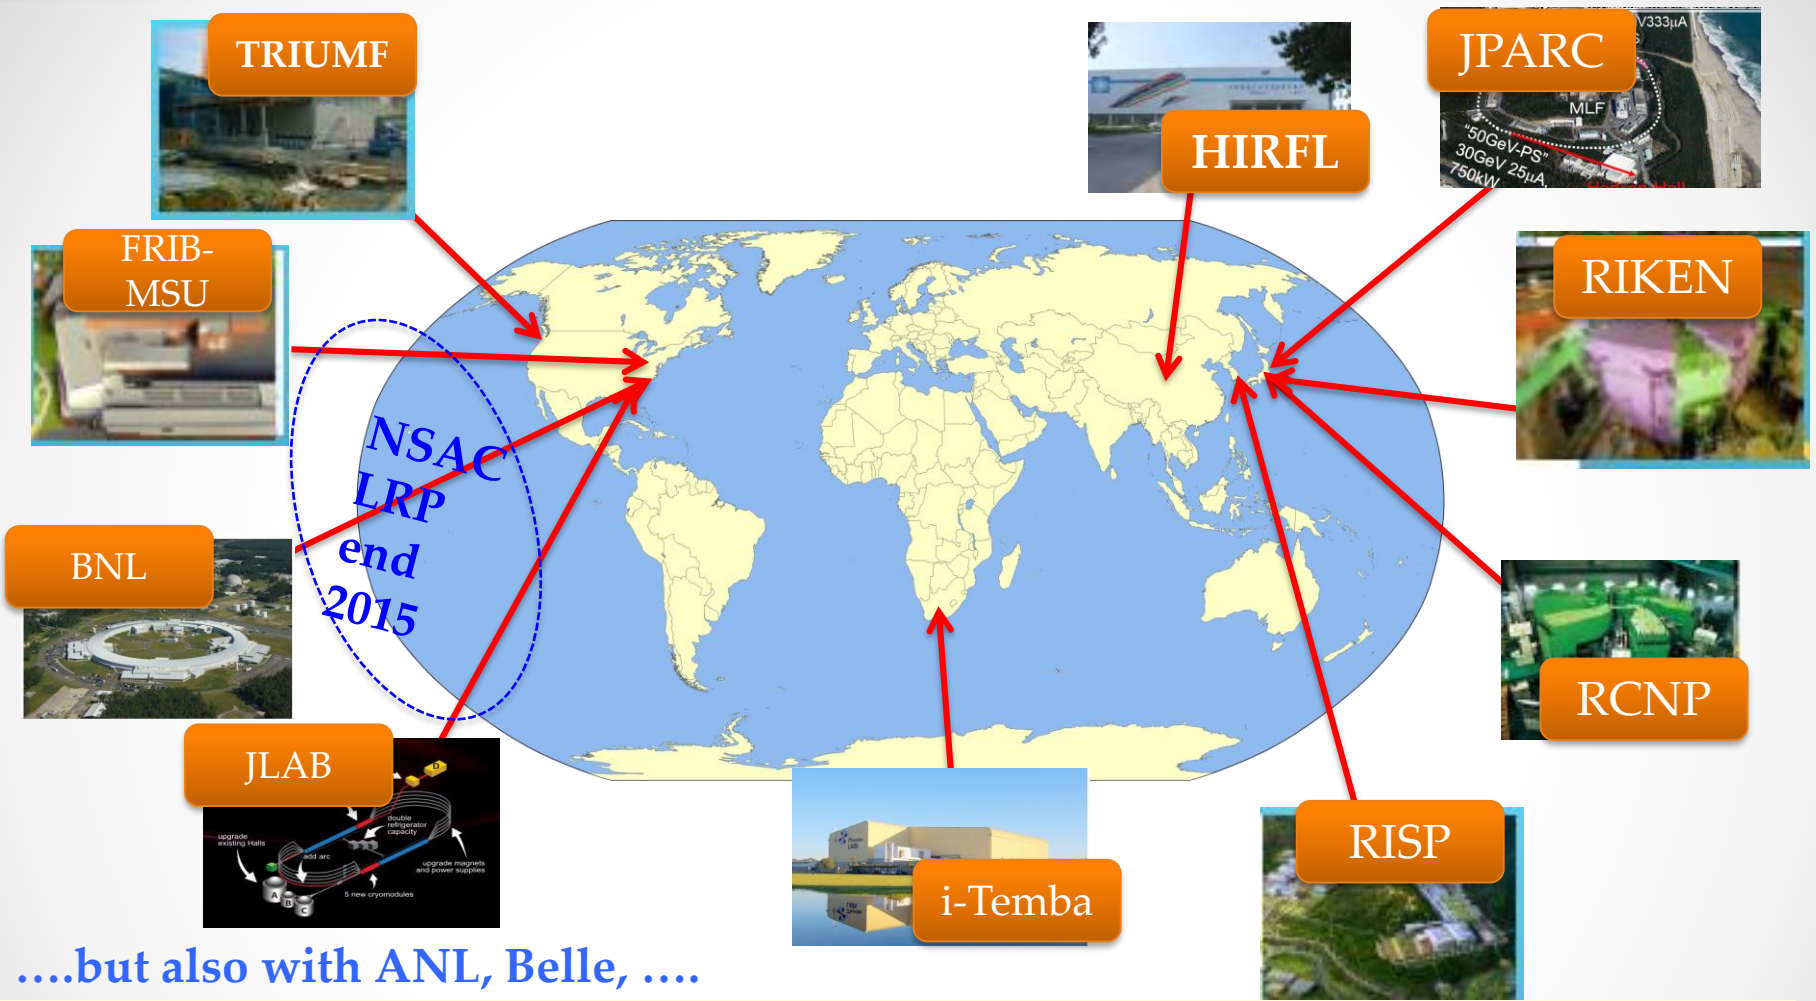 TRIUMF
HIRFL
JPARC
V333μA
MLF
"50GeV-PS"
30GeV 25μA,
750kW
FRIB-
MSU
RIKEN
NSAC
LRP
end
2015
BNL
RCNP
JLAB
D
double
refrigerator
capacity
upgrade
existing Halls
add arc
upgrade magnets
and power supplies
5 new cryomodules
A
B
C
i-Temba
RISP
....but also with ANL, Belle, ....